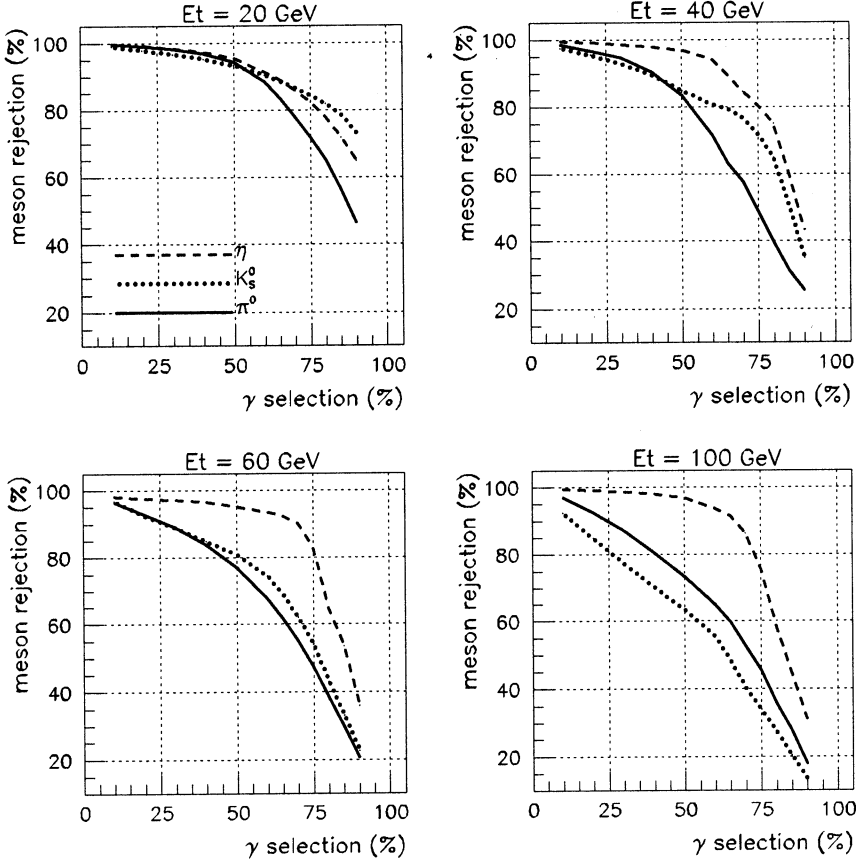 Et = 20 GeV
meson rejection (%)
100
80
60
40
20
η
K⁰ₛ
π⁰
0
25
50
75
100
γ selection (%)
Et = 40 GeV
meson rejection (%)
100
80
60
40
20
0
25
50
75
100
γ selection (%)
Et = 60 GeV
meson rejection (%)
100
80
60
40
20
0
25
50
75
100
γ selection (%)
Et = 100 GeV
meson rejection (%)
100
80
60
40
20
0
25
50
75
100
γ selection (%)